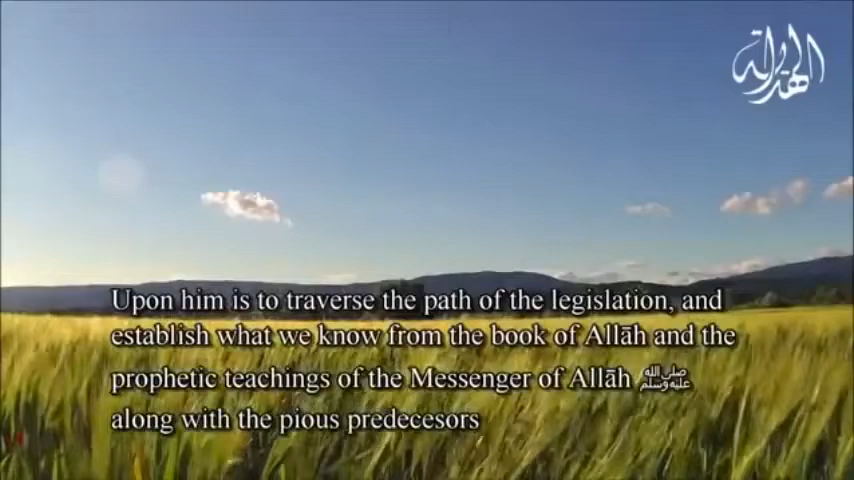 الهداية
Upon him is to traverse the path of the legislation, and
establish what we know from the book of Allāh and the
prophetic teachings of the Messenger of Allāh ﷺ
along with the pious predecesors